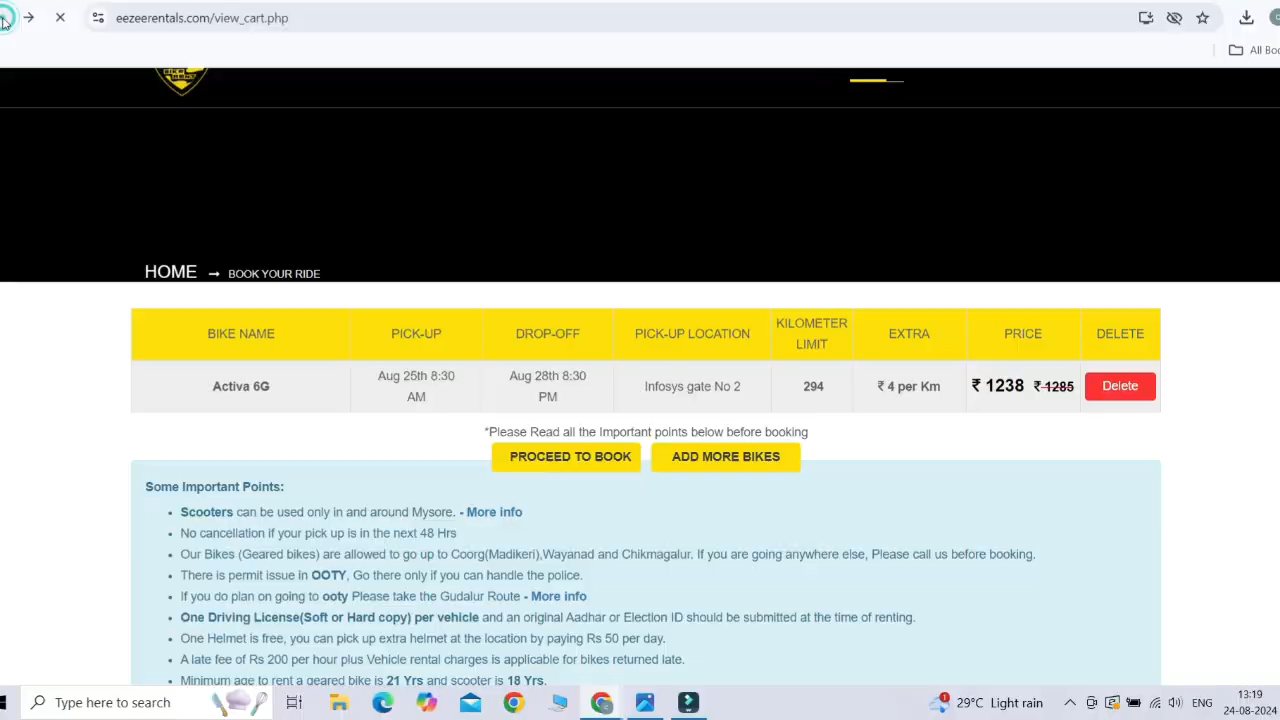 eezeerentals.com/view_cart.php
All Boo
HOME → BOOK YOUR RIDE
BIKE NAME PICK-UP DROP-OFF PICK-UP LOCATION KILOMETER LIMIT EXTRA PRICE DELETE
Activa 6G Aug 25th 8:30 AM Aug 28th 8:30 PM Infosys gate No 2 294 ₹ 4 per Km ₹ 1238 ₹ 1285 Delete
*Please Read all the Important points below before booking
PROCEED TO BOOK ADD MORE BIKES
Some Important Points:
Scooters can be used only in and around Mysore. - More info
No cancellation if your pick up is in the next 48 Hrs
Our Bikes (Geared bikes) are allowed to go up to Coorg(Madikeri),Wayanad and Chikmagalur. If you are going anywhere else, Please call us before booking.
There is permit issue in OOTY, Go there only if you can handle the police.
If you do plan on going to ooty Please take the Gudalur Route - More info
One Driving License(Soft or Hard copy) per vehicle and an original Aadhar or Election ID should be submitted at the time of renting.
One Helmet is free, you can pick up extra helmet at the location by paying Rs 50 per day.
A late fee of Rs 200 per hour plus Vehicle rental charges is applicable for bikes returned late.
Minimum age to rent a geared bike is 21 Yrs and scooter is 18 Yrs.
Type here to search
1 29°C Light rain ENG 13:19
24-08-2024